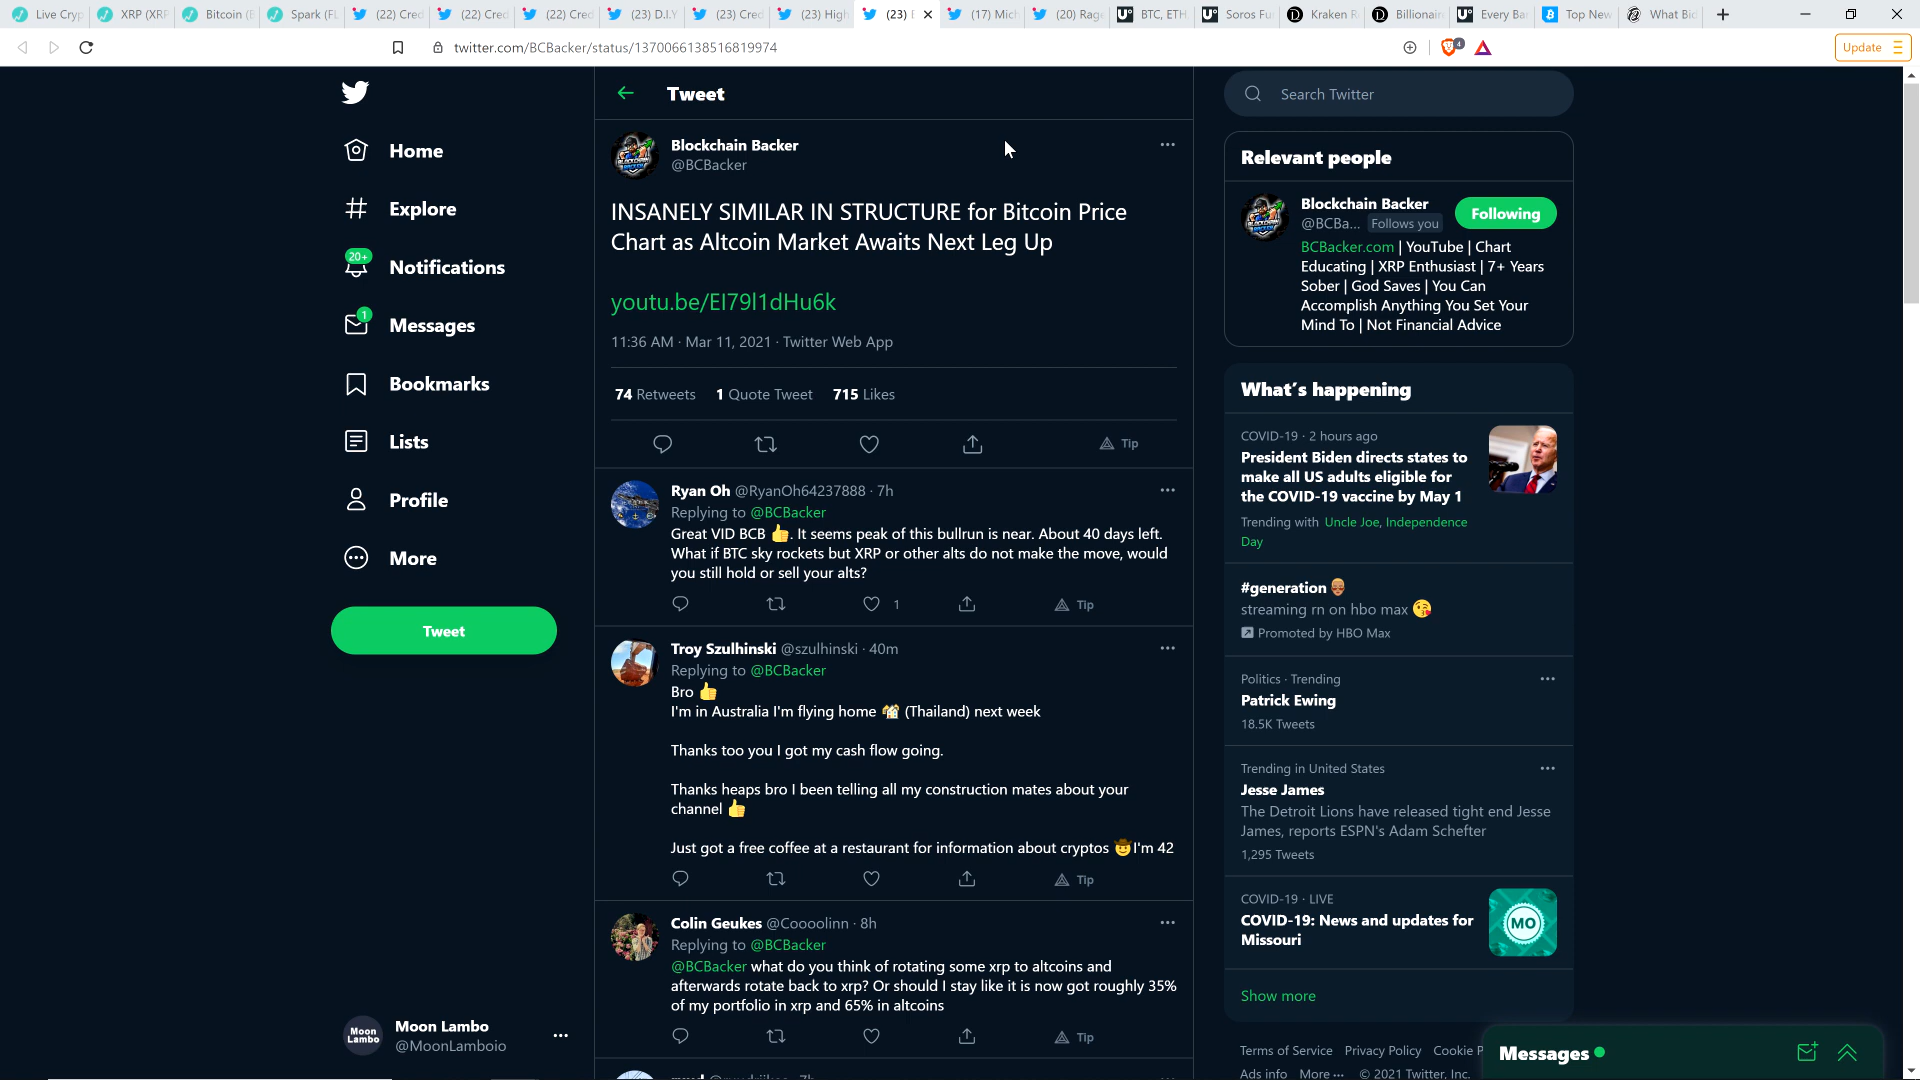 Live Cryp
XRP (XRP
Bitcoin (B
Spark (FL
(22) Cred
(22) Cred
(22) Cred
(23) D.I.Y
(23) Cred
(23) High
(23)
(17) Mich
(20) Rag
BTC, ETH
Soros Fu
Kraken R
Billionair
Every Ba
Top New
What Bi
twitter.com/BCBacker/status/1370066138516819974
4
Update
Home
Explore
20+
Notifications
1
Messages
Bookmarks
Lists
Profile
More
Tweet
Moon Lambo
Moon Lambo
@MoonLamboio
Tweet
Blockchain Backer
@BCBacker
INSANELY SIMILAR IN STRUCTURE for Bitcoin Price
Chart as Altcoin Market Awaits Next Leg Up
youtu.be/EI79l1dHu6k
11:36 AM · Mar 11, 2021 · Twitter Web App
74 Retweets 1 Quote Tweet 715 Likes
Tip
Ryan Oh @RyanOh64237888 · 7h
Replying to @BCBacker
Great VID BCB 👍. It seems peak of this bullrun is near. About 40 days left.
What if BTC sky rockets but XRP or other alts do not make the move, would
you still hold or sell your alts?
1
Tip
Troy Szulhinski @szulhinski · 40m
Replying to @BCBacker
Bro 👍
I'm in Australia I'm flying home 🏘 (Thailand) next week
Thanks too you I got my cash flow going.
Thanks heaps bro I been telling all my construction mates about your
channel 👍
Just got a free coffee at a restaurant for information about cryptos 🤠I'm 42
Tip
Colin Geukes @Coooolinn · 8h
Replying to @BCBacker
@BCBacker what do you think of rotating some xrp to altcoins and
afterwards rotate back to xrp? Or should I stay like it is now got roughly 35%
of my portfolio in xrp and 65% in altcoins
Tip
Search Twitter
Relevant people
Blockchain Backer
@BCBa... Follows you
Following
BCBacker.com | YouTube | Chart
Educating | XRP Enthusiast | 7+ Years
Sober | God Saves | You Can
Accomplish Anything You Set Your
Mind To | Not Financial Advice
What's happening
COVID-19 · 2 hours ago
President Biden directs states to
make all US adults eligible for
the COVID-19 vaccine by May 1
Trending with Uncle Joe, Independence
Day
#generation
streaming rn on hbo max 😘
Promoted by HBO Max
Politics · Trending
Patrick Ewing
18.5K Tweets
Trending in United States
Jesse James
The Detroit Lions have released tight end Jesse
James, reports ESPN's Adam Schefter
1,295 Tweets
COVID-19 · LIVE
COVID-19: News and updates for
Missouri
MO
Show more
Terms of Service Privacy Policy Cookie P
Ads info More ··· © 2021 Twitter, Inc.
Messages